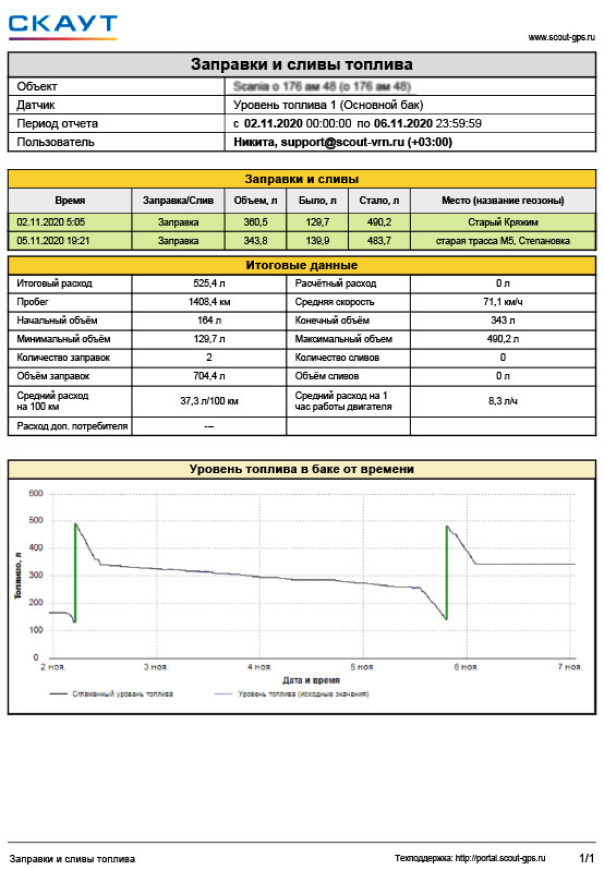 СКАУТ
www.scout-gps.ru
Заправки и сливы топлива
Объект Scania о 176 ам 48 (о 176 ам 48)
Датчик Уровень топлива 1 (Основной бак)
Период отчета с 02.11.2020 00:00:00 по 06.11.2020 23:59:59
Пользователь Никита, support@scout-vrn.ru (+03:00)
Заправки и сливы
Время Заправка/Слив Объем, л Было, л Стало, л Место (название геозоны)
02.11.2020 5:05 Заправка 360,5 129,7 490,2 Старый Кряжим
05.11.2020 19:21 Заправка 343,8 139,9 483,7 старая трасса М5, Степановка
Итоговые данные
Итоговый расход 525,4 л Расчётный расход 0 л
Пробег 1408,4 км Средняя скорость 71,1 км/ч
Начальный объём 164 л Конечный объём 343 л
Минимальный объём 129,7 л Максимальный объем 490,2 л
Количество заправок 2 Количество сливов 0
Объём заправок 704,4 л Объём сливов 0 л
Средний расход на 100 км 37,3 л/100 км Средний расход на 1 час работы двигателя 8,3 л/ч
Расход доп. потребителя ---
Уровень топлива в баке от времени
600
500
400
300
200
100
0
Топливо, л
2 ноя. 3 ноя. 4 ноя. 5 ноя. 6 ноя. 7 ноя.
Дата и время
Сглаженный уровень топлива Уровень топлива (исходные значения)
Заправки и сливы топлива Техподдержка: http://portal.scout-gps.ru 1/1